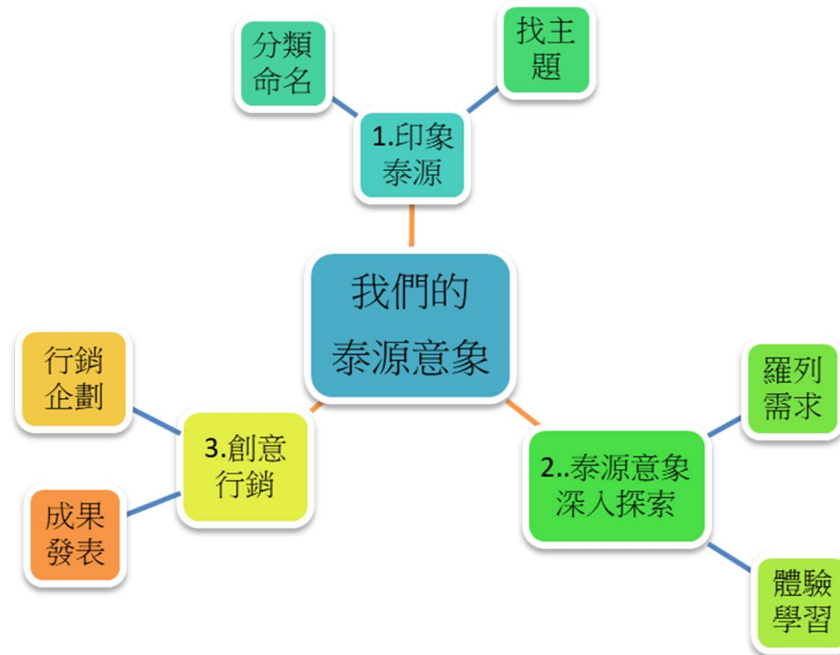 分類
命名
找主
題
1.印象
泰源
我們的
泰源意象
行銷
企劃
3.創意
行銷
成果
發表
羅列
需求
2..泰源意象
深入探索
體驗
學習